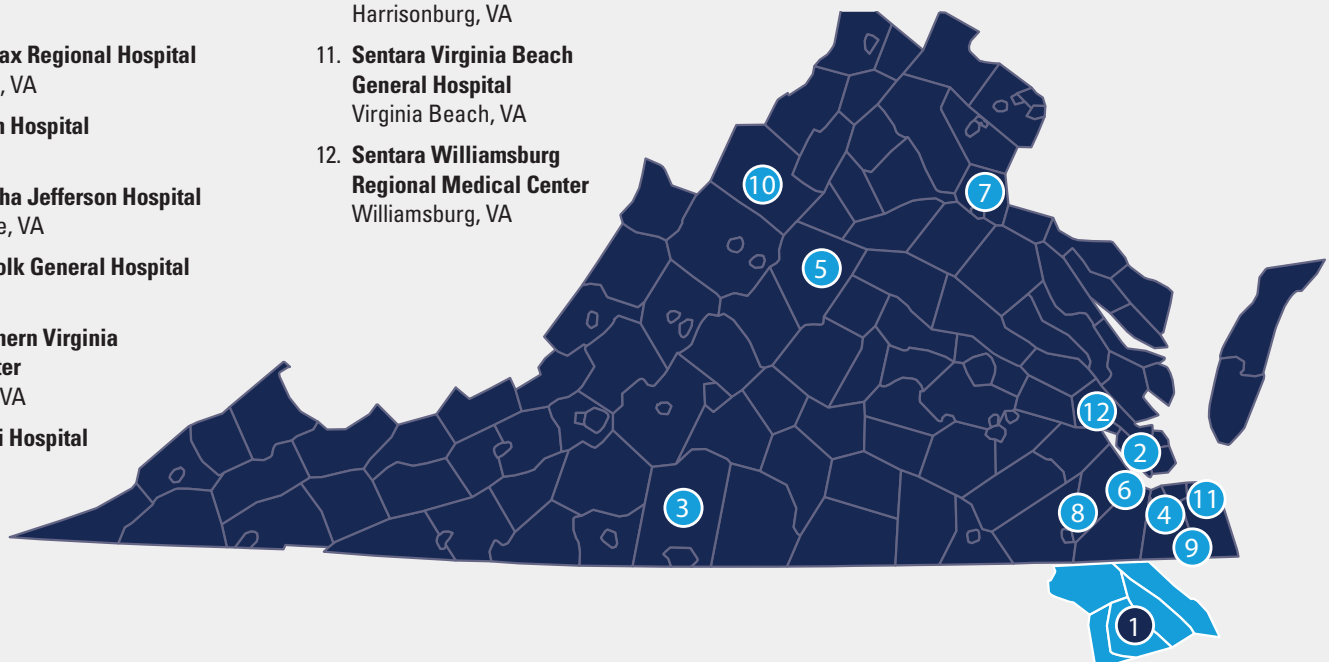 ax Regional Hospital
, VA
Hospital
ha Jefferson Hospital
e, VA
olk General Hospital
hern Virginia
ter
VA
i Hospital
Harrisonburg, VA
11. Sentara Virginia Beach
General Hospital
Virginia Beach, VA
12. Sentara Williamsburg
Regional Medical Center
Williamsburg, VA
10
7
5
12
2
3
6
8
4
11
9
1